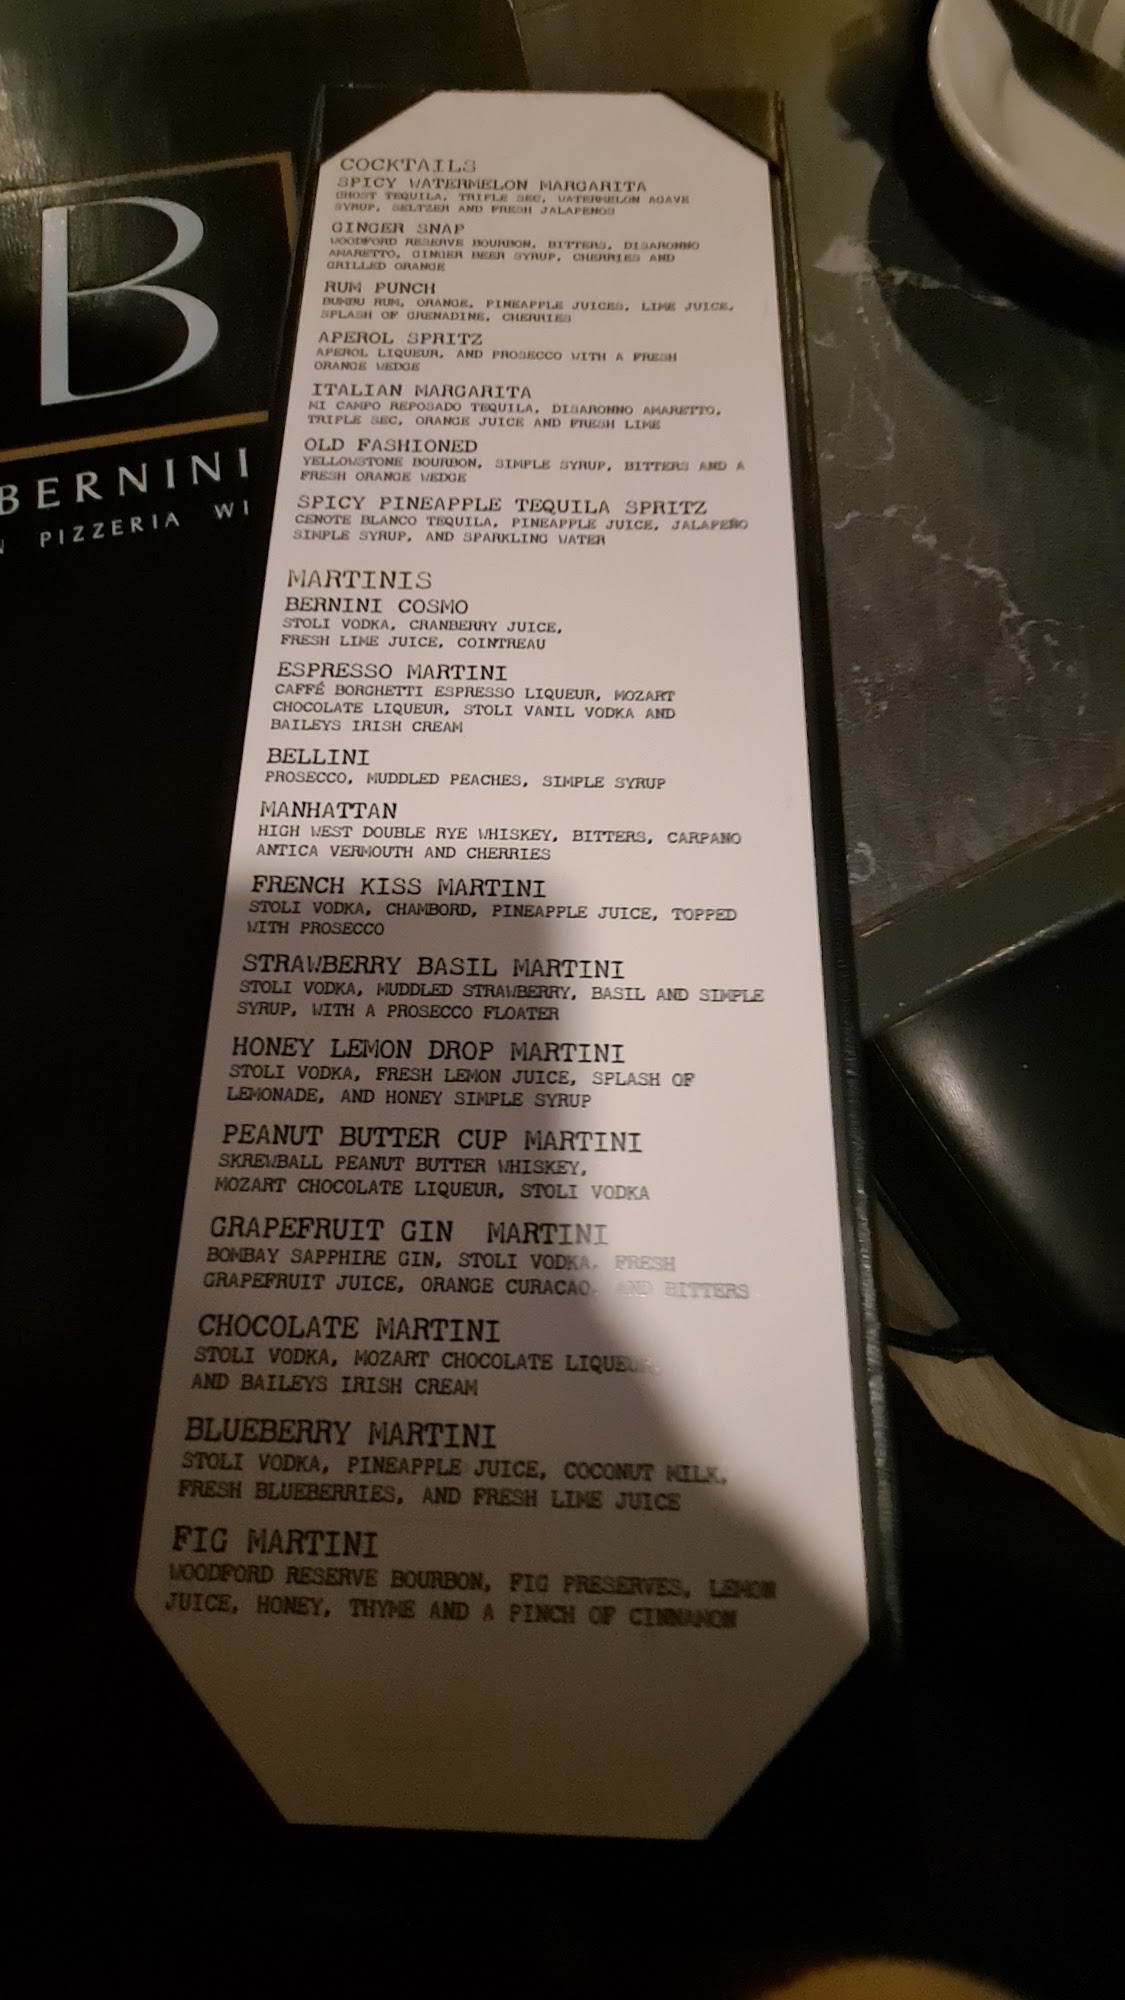 B
BERNINI
PIZZERIA WI
COCKTAILS
SPICY WATERMELON MARGARITA
GHOST TEQUILA, TRIPLE SEC, WATERMELON AGAVE
SYRUP, SELTZER AND FRESH JALAPENOS
GINGER SNAP
WOODFORD RESERVE BOURBON, BITTERS, DISARONNO
AMARETTO, GINGER BEER SYRUP, CHERRIES AND
GRILLED ORANGE
RUM PUNCH
BUMBU RUM, ORANGE, PINEAPPLE JUICES, LIME JUICE,
SPLASH OF GRENADINE, CHERRIES
APEROL SPRITZ
APEROL LIQUEUR, AND PROSECCO WITH A FRESH
ORANGE WEDGE
ITALIAN MARGARITA
MI CAMPO REPOSADO TEQUILA, DISARONNO AMARETTO,
TRIPLE SEC, ORANGE JUICE AND FRESH LIME
OLD FASHIONED
YELLOWSTONE BOURBON, SIMPLE SYRUP, BITTERS AND A
FRESH ORANGE WEDGE
SPICY PINEAPPLE TEQUILA SPRITZ
CENOTE BLANCO TEQUILA, PINEAPPLE JUICE, JALAPEÑO
SIMPLE SYRUP, AND SPARKLING WATER
MARTINIS
BERNINI COSMO
STOLI VODKA, CRANBERRY JUICE,
FRESH LIME JUICE, COINTREAU
ESPRESSO MARTINI
CAFFÉ BORGHETTI ESPRESSO LIQUEUR, MOZART
CHOCOLATE LIQUEUR, STOLI VANIL VODKA AND
BAILEYS IRISH CREAM
BELLINI
PROSECCO, MUDDLED PEACHES, SIMPLE SYRUP
MANHATTAN
HIGH WEST DOUBLE RYE WHISKEY, BITTERS, CARPANO
ANTICA VERMOUTH AND CHERRIES
FRENCH KISS MARTINI
STOLI VODKA, CHAMBORD, PINEAPPLE JUICE, TOPPED
WITH PROSECCO
STRAWBERRY BASIL MARTINI
STOLI VODKA, MUDDLED STRAWBERRY, BASIL AND SIMPLE
SYRUP, WITH A PROSECCO FLOATER
HONEY LEMON DROP MARTINI
STOLI VODKA, FRESH LEMON JUICE, SPLASH OF
LEMONADE, AND HONEY SIMPLE SYRUP
PEANUT BUTTER CUP MARTINI
SKREWBALL PEANUT BUTTER WHISKEY,
MOZART CHOCOLATE LIQUEUR, STOLI VODKA
GRAPEFRUIT GIN MARTINI
BOMBAY SAPPHIRE GIN, STOLI VODKA, FRESH
GRAPEFRUIT JUICE, ORANGE CURACAO, AND BITTERS
CHOCOLATE MARTINI
STOLI VODKA, MOZART CHOCOLATE LIQUEUR,
AND BAILEYS IRISH CREAM
BLUEBERRY MARTINI
STOLI VODKA, PINEAPPLE JUICE, COCONUT MILK,
FRESH BLUEBERRIES, AND FRESH LIME JUICE
FIG MARTINI
WOODFORD RESERVE BOURBON, FIG PRESERVES, LEMON
JUICE, HONEY, THYME AND A PINCH OF CINNAMON